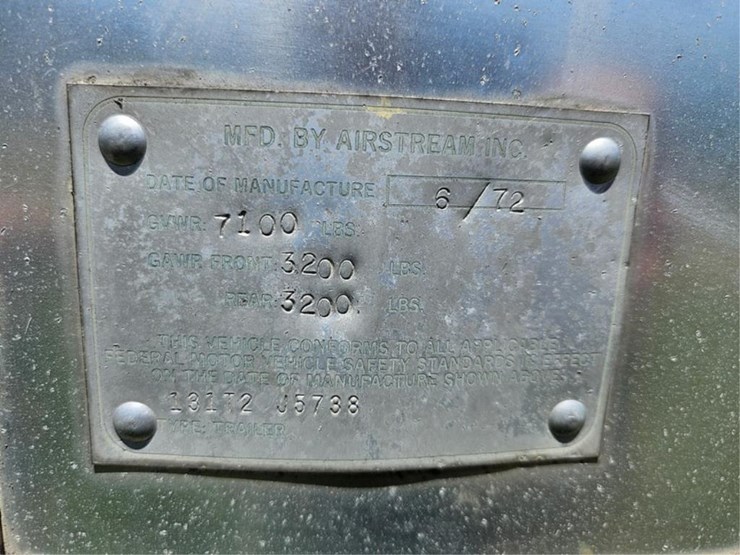 MFD. BY AIRSTREAM INC.
DATE OF MANUFACTURE 6/72
GVWR: 7100 LBS.
GAWR FRONT: 3200 LBS.
REAR: 3200 LBS.
THIS VEHICLE CONFORMS TO ALL APPLICABLE
FEDERAL MOTOR VEHICLE SAFETY STANDARDS IN EFFECT
ON THE DATE OF MANUFACTURE SHOWN ABOVE
131T2 J5738
TYPE: TRAILER